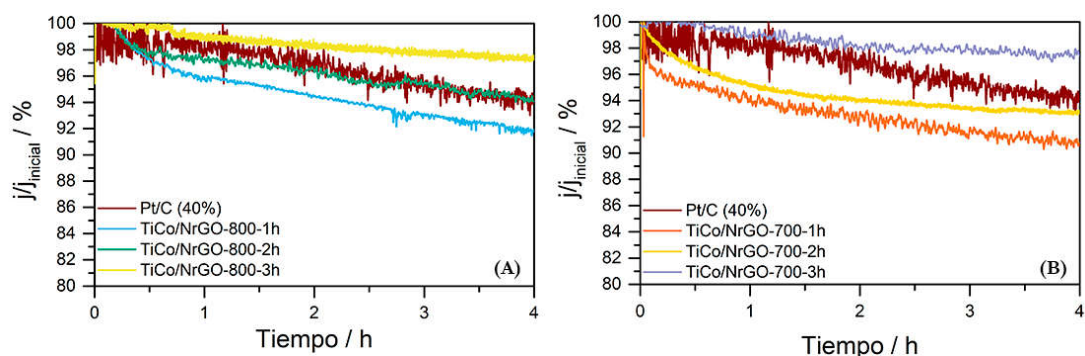 100
98
96
94
92
90
88
86
84
82
80
j/j_inicial / %
Pt/C (40%)
TiCo/NrGO-800-1h
TiCo/NrGO-800-2h
TiCo/NrGO-800-3h
(A)
0 1 2 3 4
Tiempo / h
100
98
96
94
92
90
88
86
84
82
80
j/j_inicial / %
Pt/C (40%)
TiCo/NrGO-700-1h
TiCo/NrGO-700-2h
TiCo/NrGO-700-3h
(B)
0 1 2 3 4
Tiempo / h